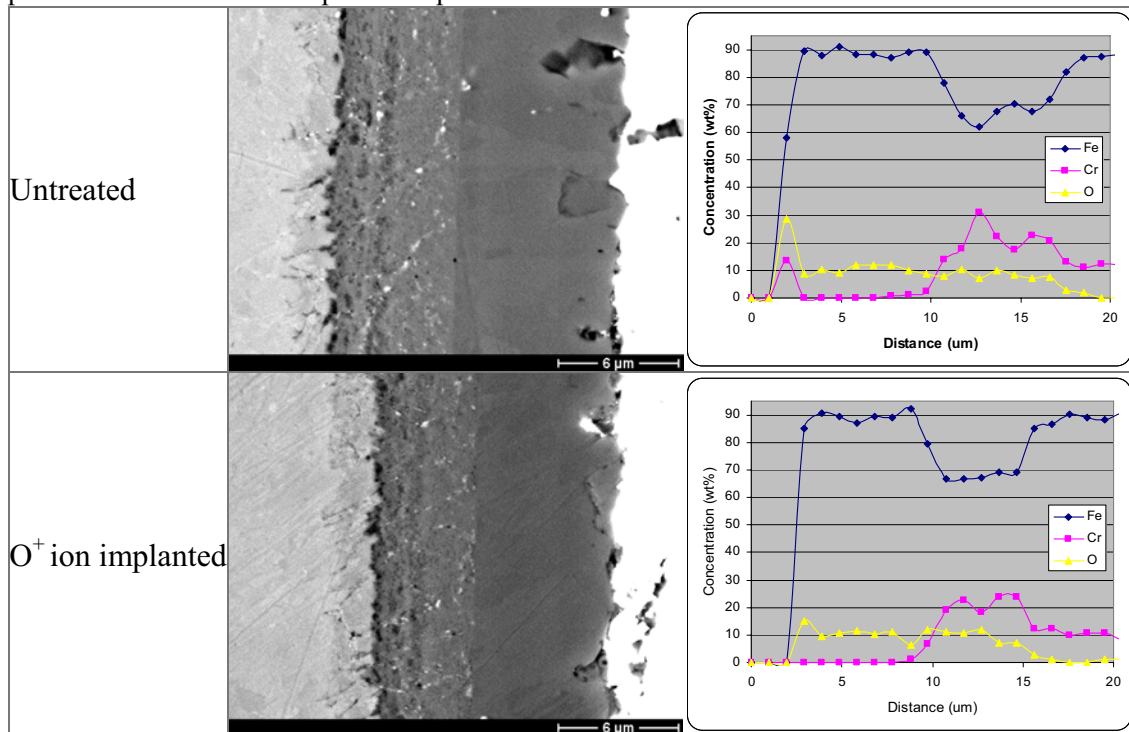 Untreated
6 µm
Concentration (wt%)
90
80
70
60
50
40
30
20
10
0
0 5 10 15 20
Distance (um)
Fe
Cr
O
O+ ion implanted
6 µm
Concentration (wt%)
90
80
70
60
50
40
30
20
10
0
0 5 10 15 20
Distance (um)
Fe
Cr
O